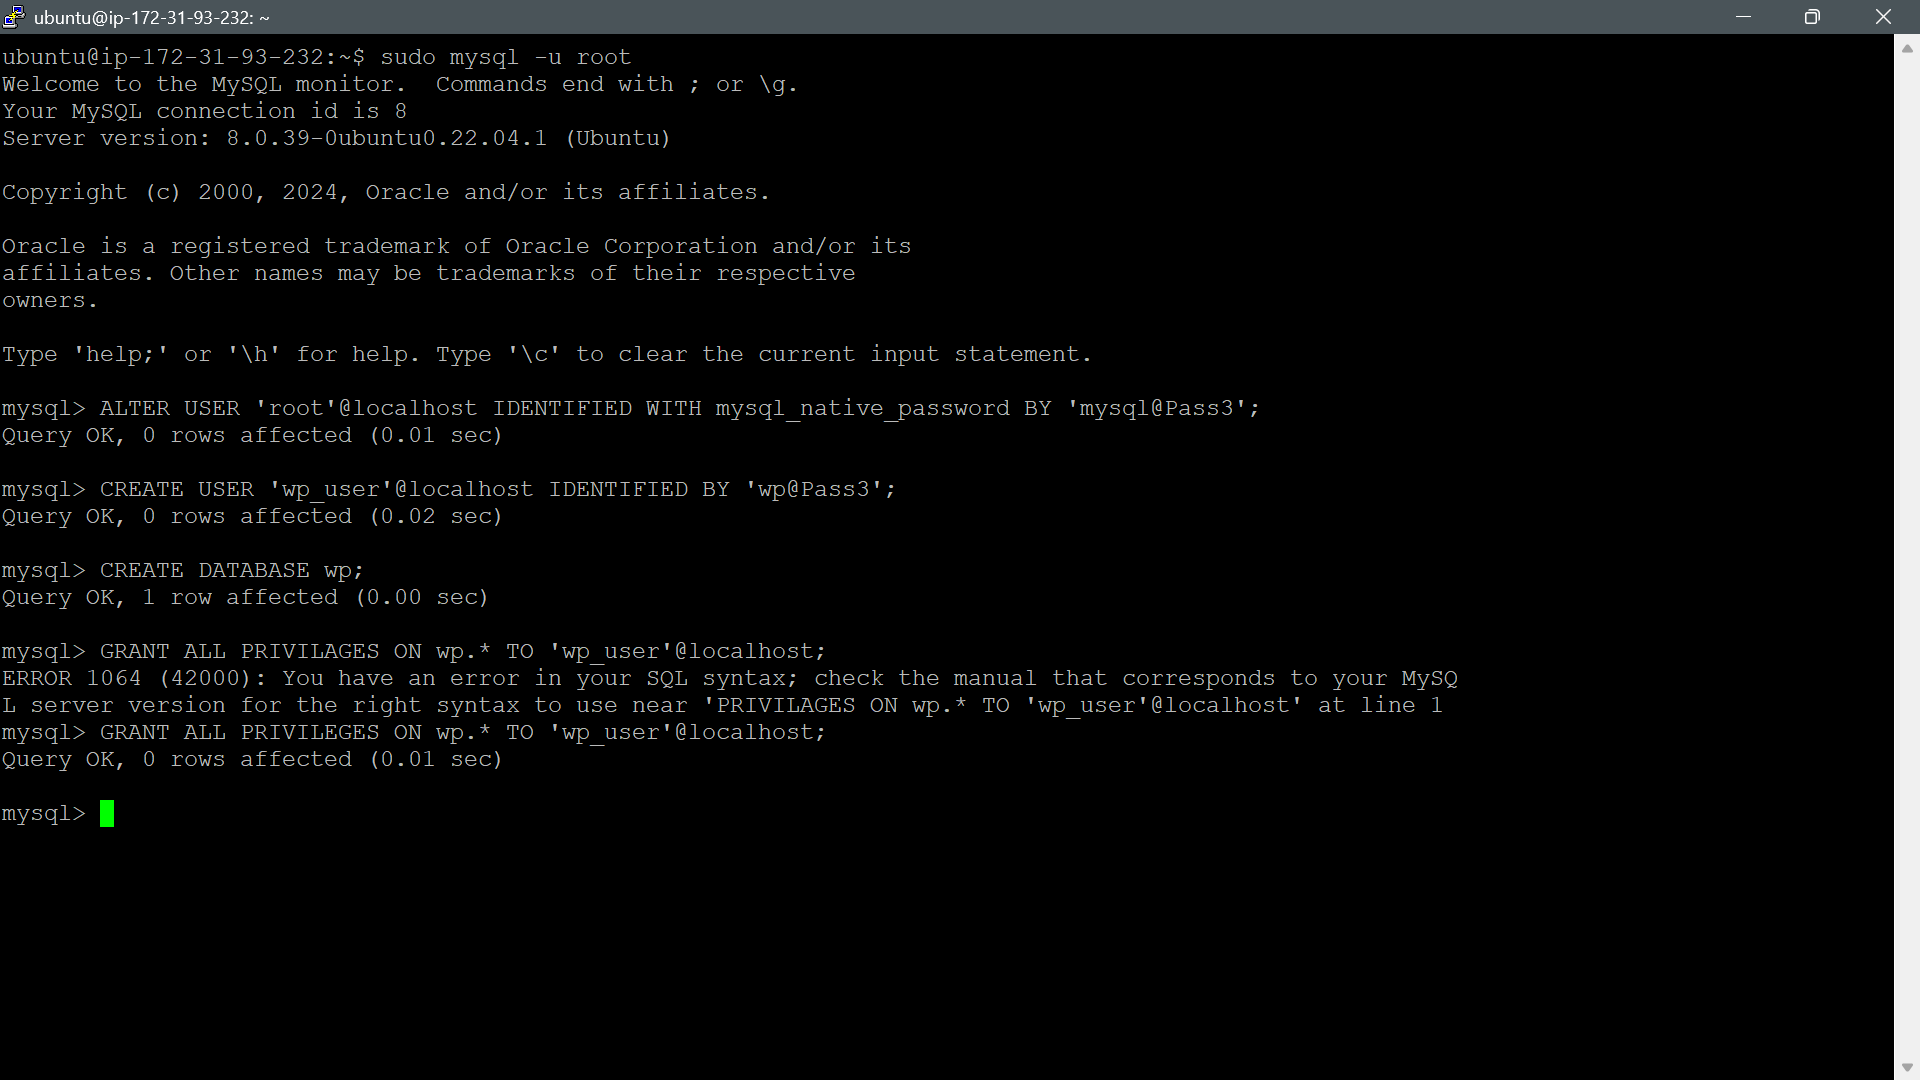 ubuntu@ip-172-31-93-232: ~
ubuntu@ip-172-31-93-232:~$ sudo mysql -u root
Welcome to the MySQL monitor.  Commands end with ; or \g.
Your MySQL connection id is 8
Server version: 8.0.39-0ubuntu0.22.04.1 (Ubuntu)
Copyright (c) 2000, 2024, Oracle and/or its affiliates.
Oracle is a registered trademark of Oracle Corporation and/or its
affiliates. Other names may be trademarks of their respective
owners.
Type 'help;' or '\h' for help. Type '\c' to clear the current input statement.
mysql> ALTER USER 'root'@localhost IDENTIFIED WITH mysql_native_password BY 'mysql@Pass3';
Query OK, 0 rows affected (0.01 sec)
mysql> CREATE USER 'wp_user'@localhost IDENTIFIED BY 'wp@Pass3';
Query OK, 0 rows affected (0.02 sec)
mysql> CREATE DATABASE wp;
Query OK, 1 row affected (0.00 sec)
mysql> GRANT ALL PRIVILAGES ON wp.* TO 'wp_user'@localhost;
ERROR 1064 (42000): You have an error in your SQL syntax; check the manual that corresponds to your MySQ
L server version for the right syntax to use near 'PRIVILAGES ON wp.* TO 'wp_user'@localhost' at line 1
mysql> GRANT ALL PRIVILEGES ON wp.* TO 'wp_user'@localhost;
Query OK, 0 rows affected (0.01 sec)
mysql>